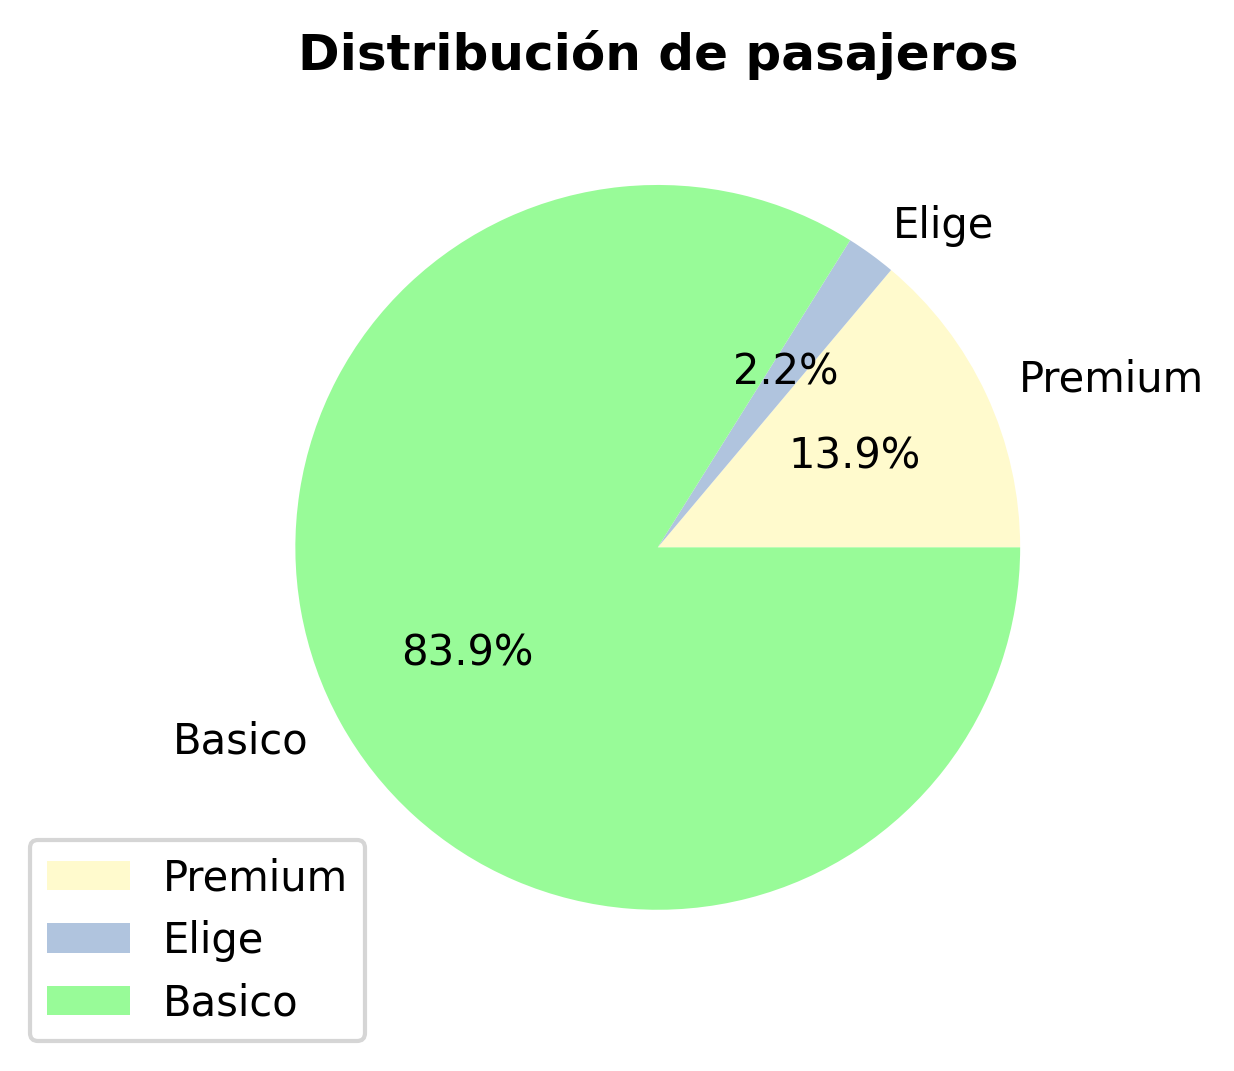 Distribución de pasajeros
Elige
Premium
2.2%
13.9%
83.9%
Basico
Premium
Elige
Basico